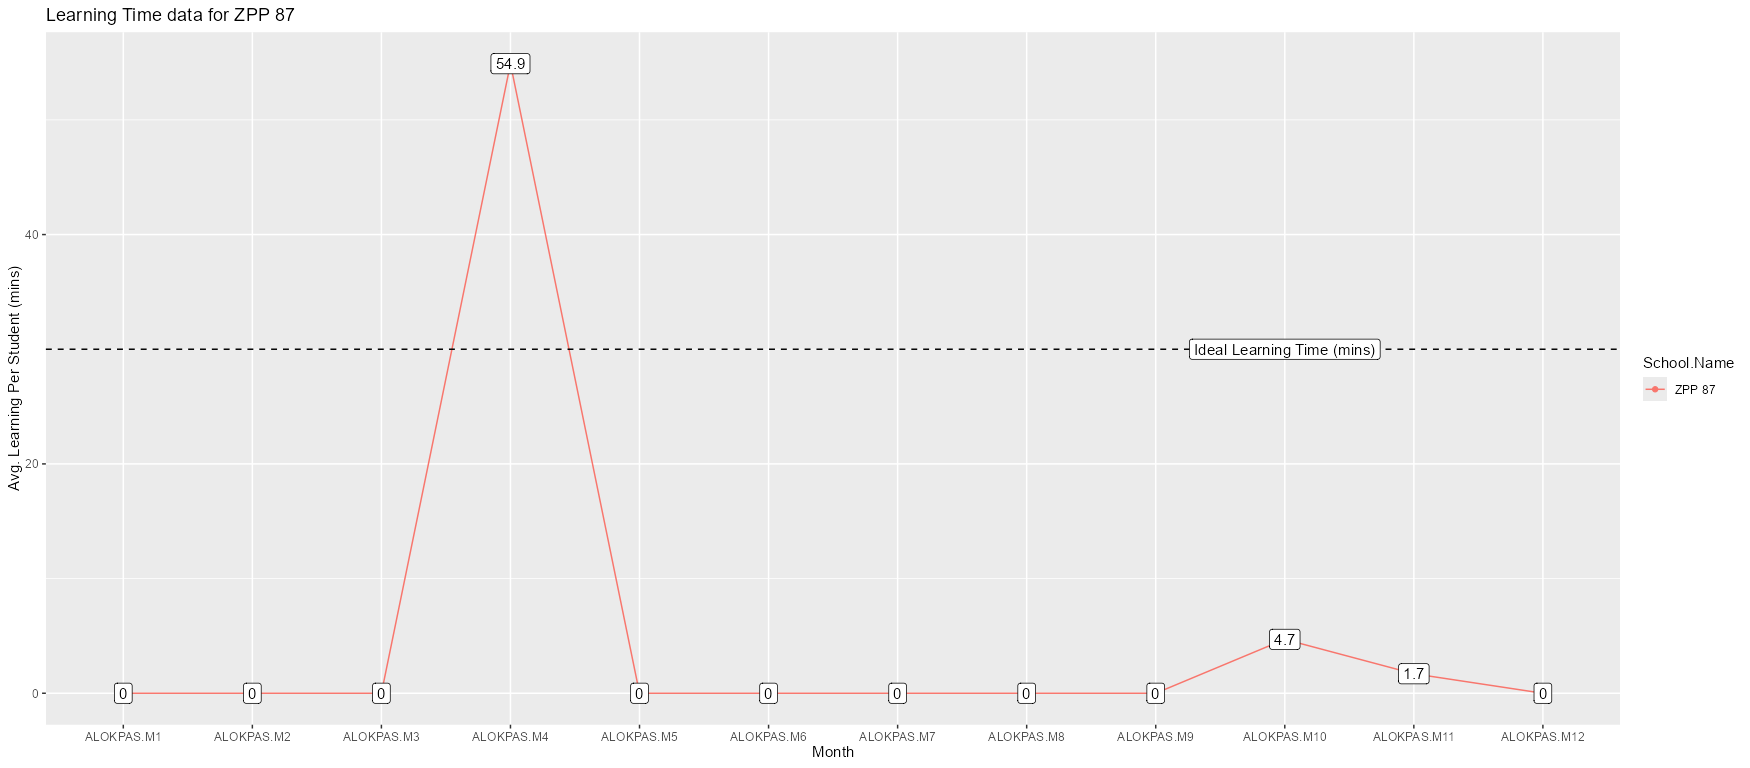 Learning Time data for ZPP 87
54.9
40
Ideal Learning Time (mins)
School.Name
ZPP 87
Avg. Learning Per Student (mins)
20
4.7
1.7
0
0 0 0 0 0 0 0 0 0
ALOKPAS.M1 ALOKPAS.M2 ALOKPAS.M3 ALOKPAS.M4 ALOKPAS.M5 ALOKPAS.M6 ALOKPAS.M7 ALOKPAS.M8 ALOKPAS.M9 ALOKPAS.M10 ALOKPAS.M11 ALOKPAS.M12
Month